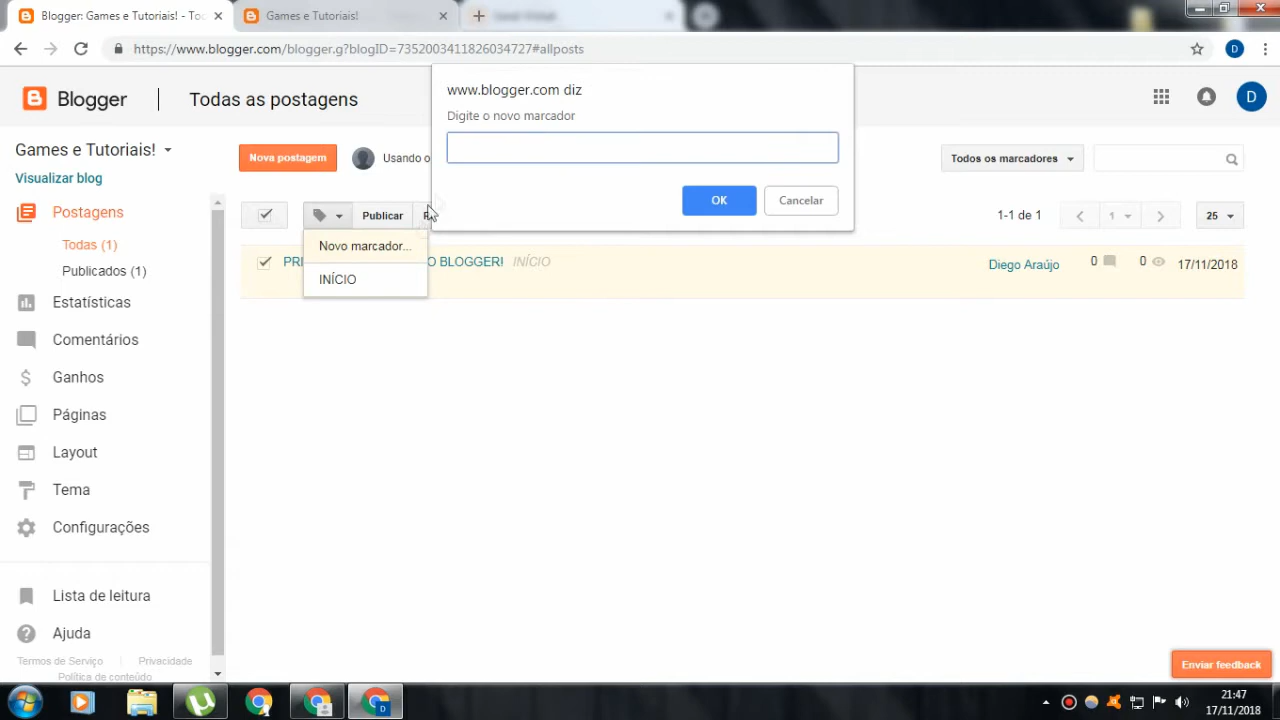 Blogger: Games e Tutoriais! - To
Games e Tutoriais!
https://www.blogger.com/blogger.g?blogID=7352003411826034727#allposts
D
Blogger
Todas as postagens
D
www.blogger.com diz
Digite o novo marcador
OK
Cancelar
Games e Tutoriais!
Visualizar blog
Nova postagem
Usando o
Todos os marcadores
Postagens
Todas (1)
Publicados (1)
Estatísticas
Comentários
Ganhos
Páginas
Layout
Tema
Configurações
Lista de leitura
Ajuda
Termos de Serviço
Privacidade
Política de conteúdo
Publicar
1-1 de 1
1
25
Novo marcador...
INÍCIO
PRI
O BLOGGER! INÍCIO
Diego Araújo
0
0
17/11/2018
Enviar feedback
D
21:47
17/11/2018